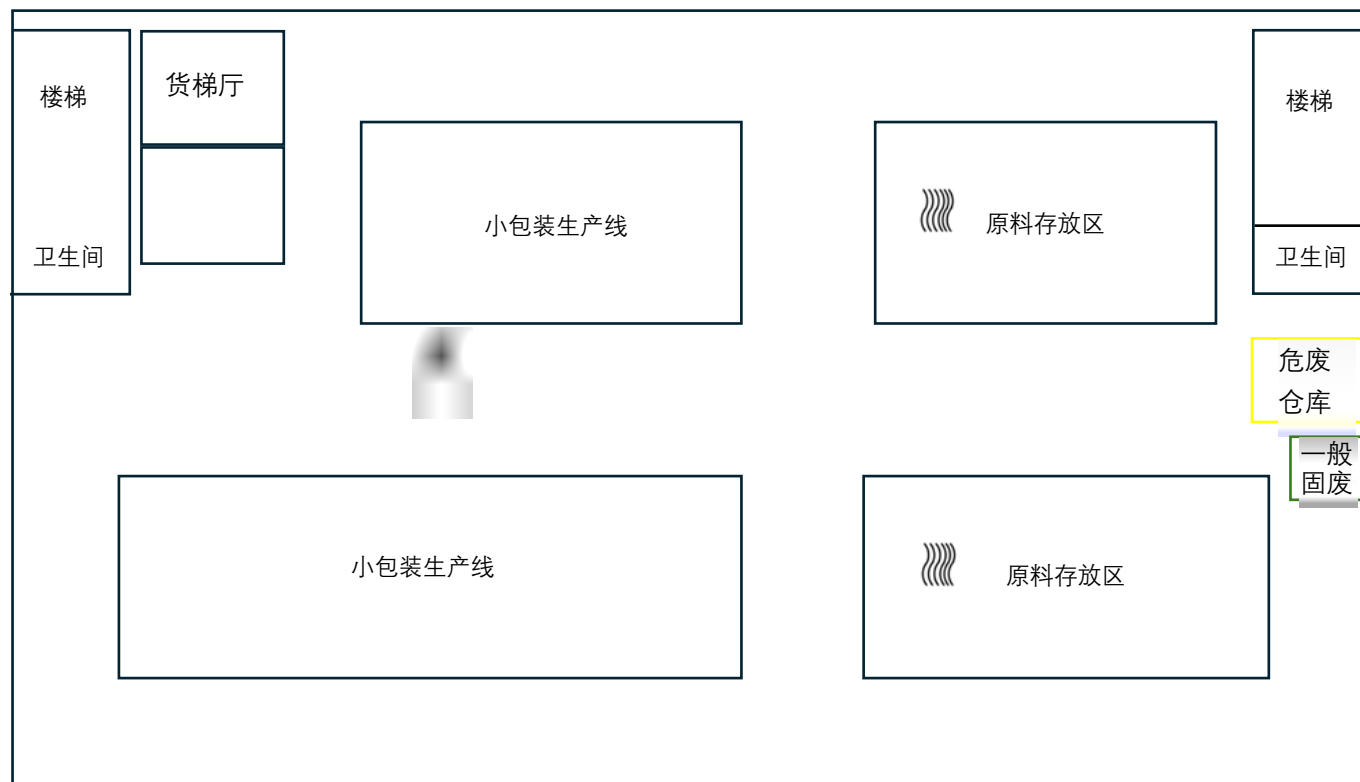 楼梯
货梯厅
楼梯
小包装生产线
原料存放区
卫生间
卫生间
危废
仓库
一般
固废
小包装生产线
原料存放区